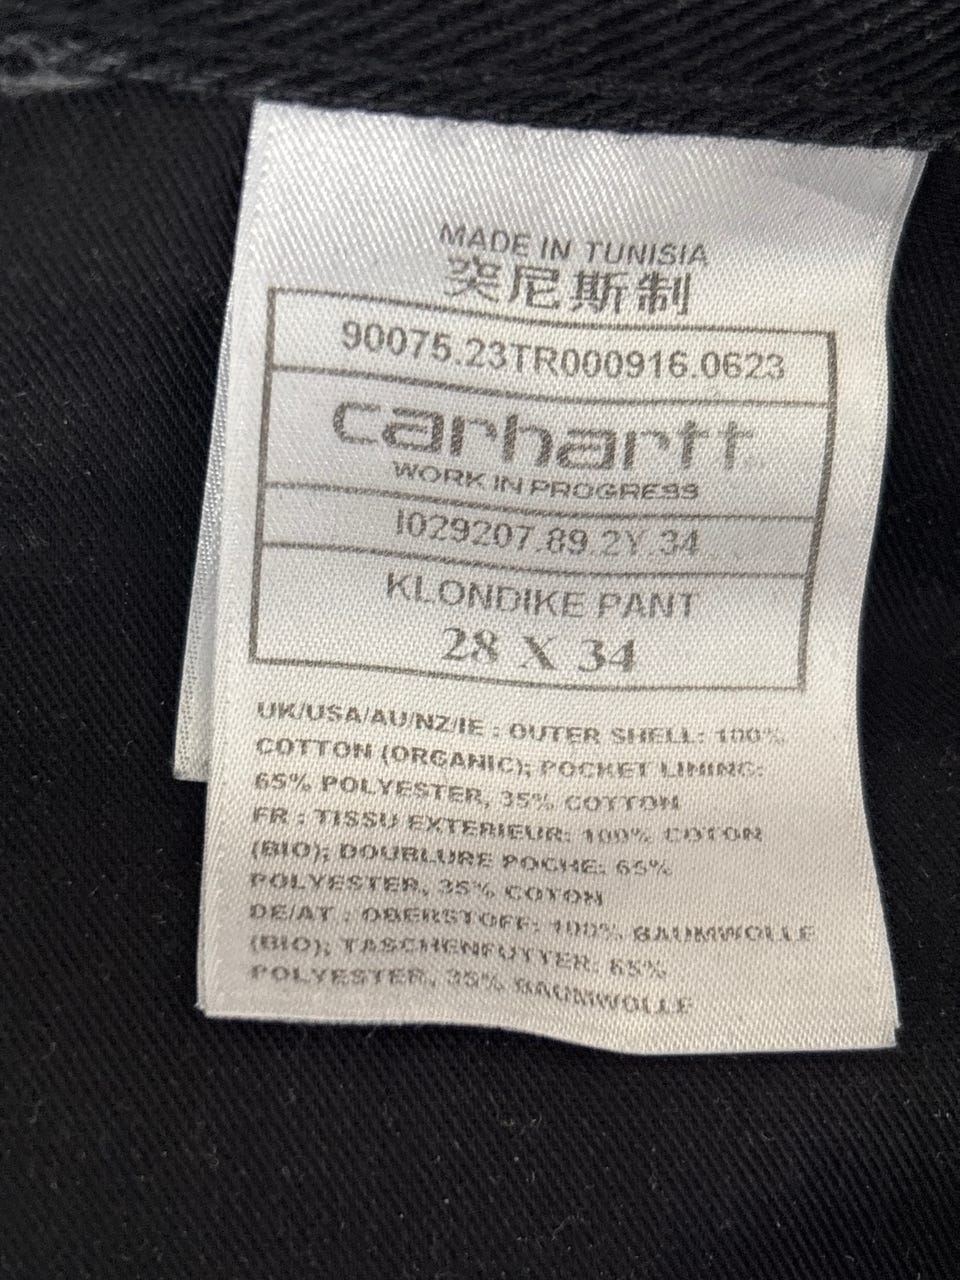 MADE IN TUNISIA
突尼斯制
90075.23TR000916.0623
carhartt
WORK IN PROGRESS
I029207.89.2Y.34
KLONDIKE PANT
28 X 34
UK/USA/AU/NZ/IE : OUTER SHELL: 100%
COTTON (ORGANIC); POCKET LINING:
65% POLYESTER, 35% COTTON
FR : TISSU EXTERIEUR: 100% COTON
(BIO); DOUBLURE POCHE: 65%
POLYESTER, 35% COTON
DE/AT : OBERSTOFF: 100% BAUMWOLLE
(BIO); TASCHENFUTTER: 65%
POLYESTER, 35% BAUMWOLLE